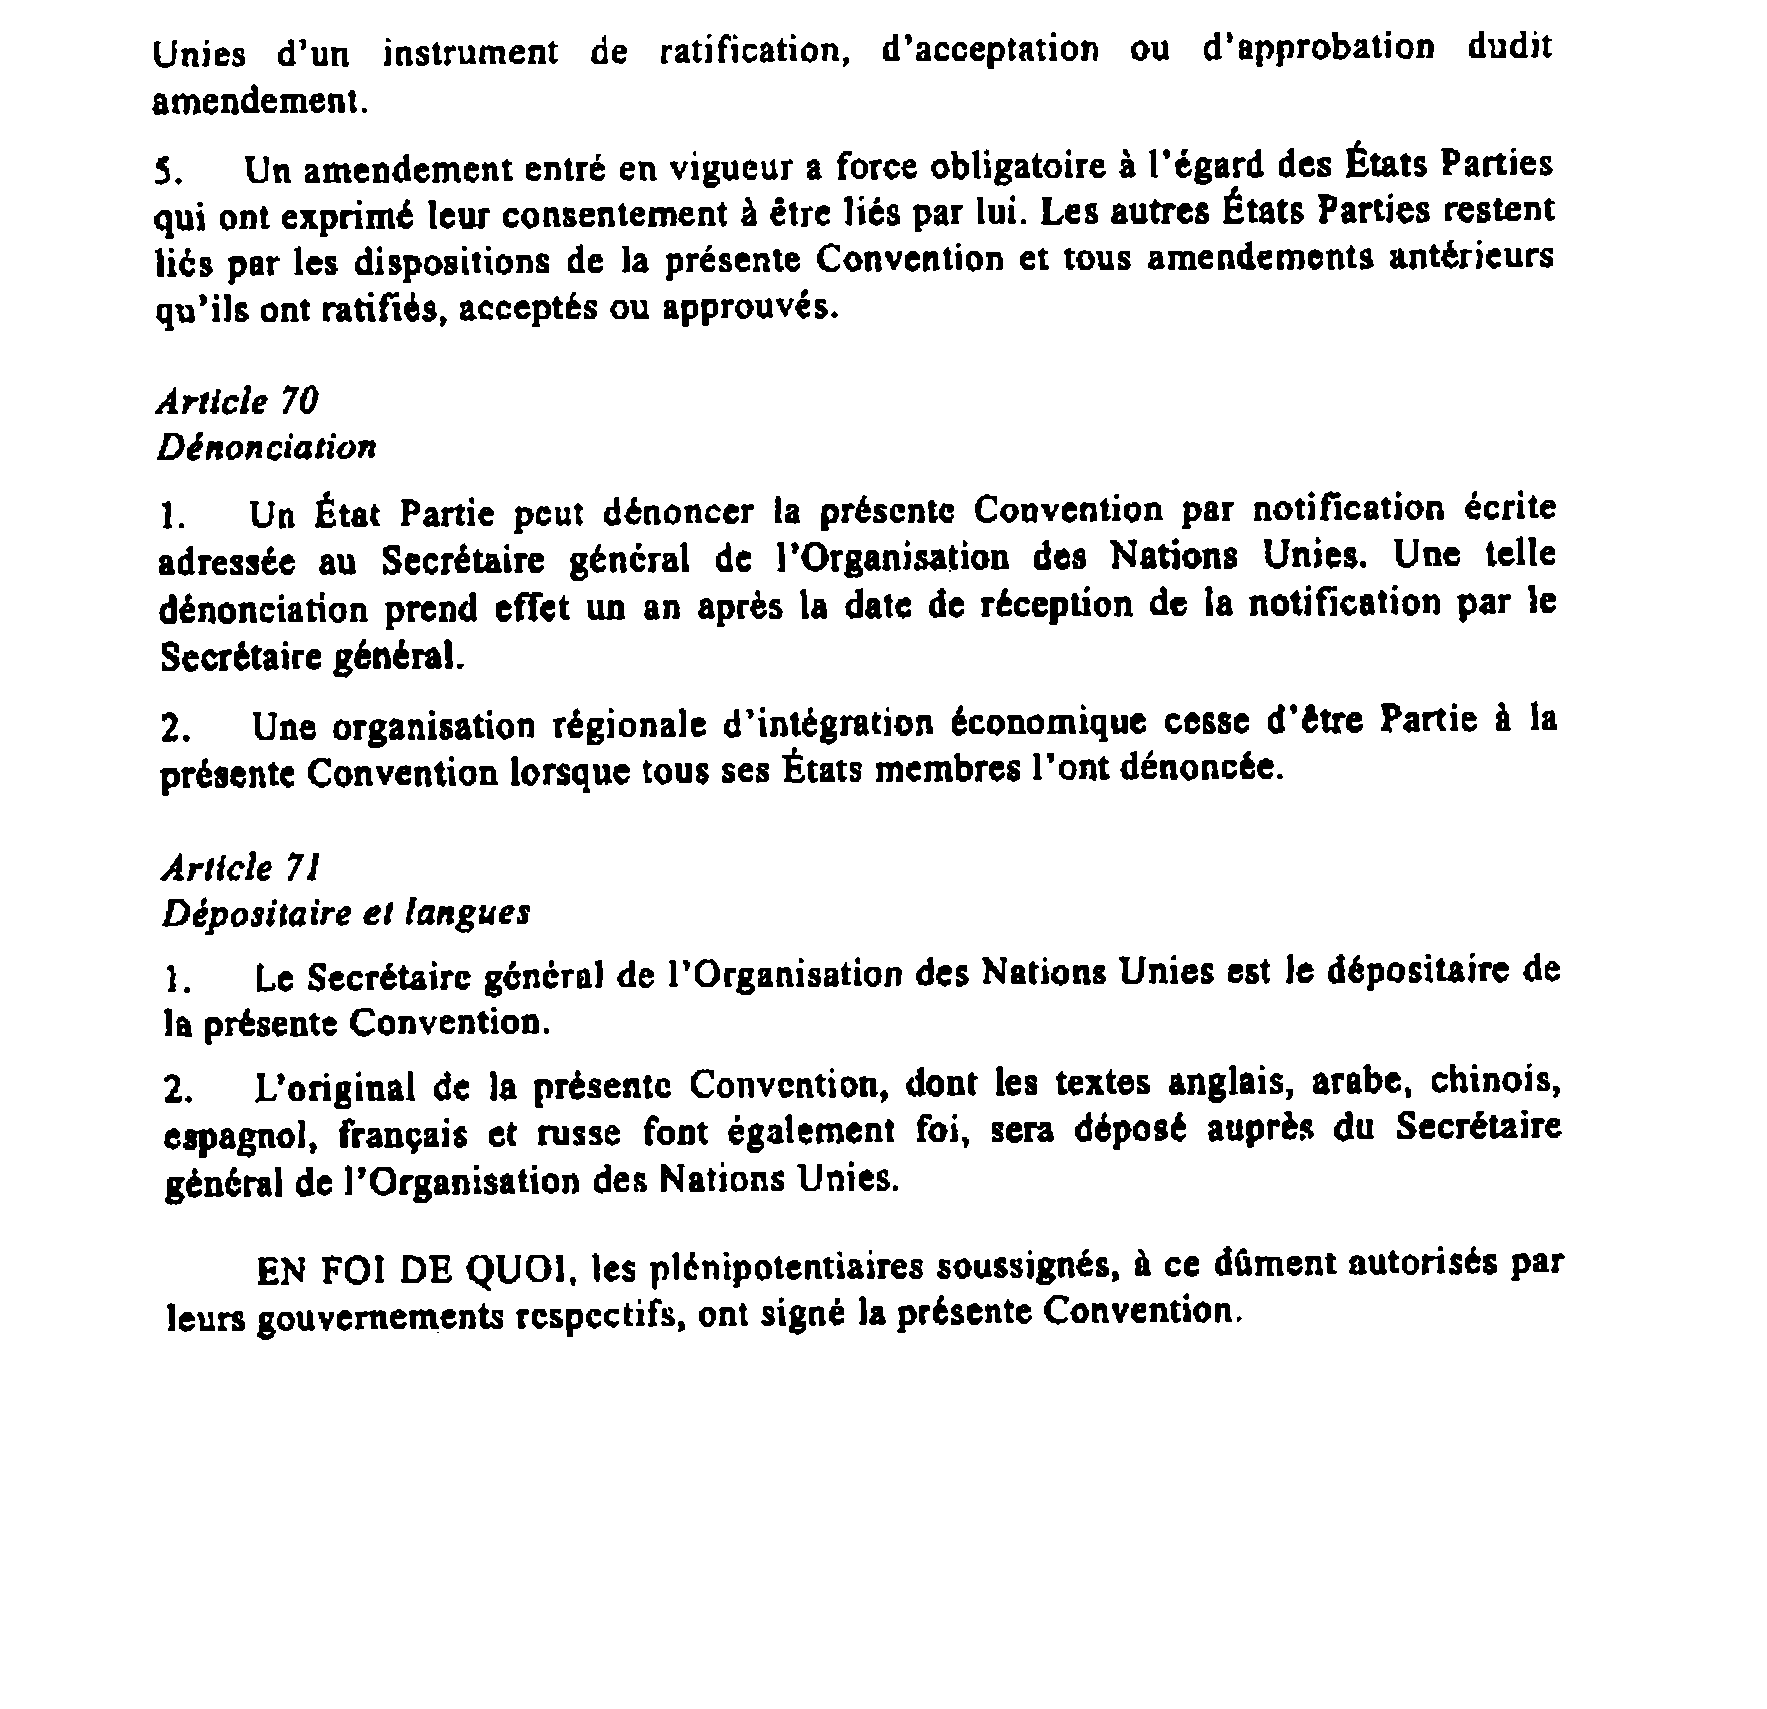 Unies d'un instrument de ratification, d'acceptation ou d'approbation dudit
amendement.
5. Un amendement entré en vigueur a force obligatoire à l'égard des États Parties
qui ont exprimé leur consentement à être liés par lui. Les autres États Parties restent
liés par les dispositions de la présente Convention et tous amendements antérieurs
qu'ils ont ratifiés, acceptés ou approuvés.
Article 70
Dénonciation
1. Un État Partie peut dénoncer la présente Convention par notification écrite
adressée au Secrétaire général de l'Organisation des Nations Unies. Une telle
dénonciation prend effet un an après la date de réception de la notification par le
Secrétaire général.
2. Une organisation régionale d'intégration économique cesse d'être Partie à la
présente Convention lorsque tous ses États membres l'ont dénoncée.
Article 71
Dépositaire et langues
1. Le Secrétaire général de l'Organisation des Nations Unies est le dépositaire de
la présente Convention.
2. L'original de la présente Convention, dont les textes anglais, arabe, chinois,
espagnol, français et russe font également foi, sera déposé auprès du Secrétaire
général de l'Organisation des Nations Unies.
EN FOI DE QUOI, les plénipotentiaires soussignés, à ce dûment autorisés par
leurs gouvernements respectifs, ont signé la présente Convention.